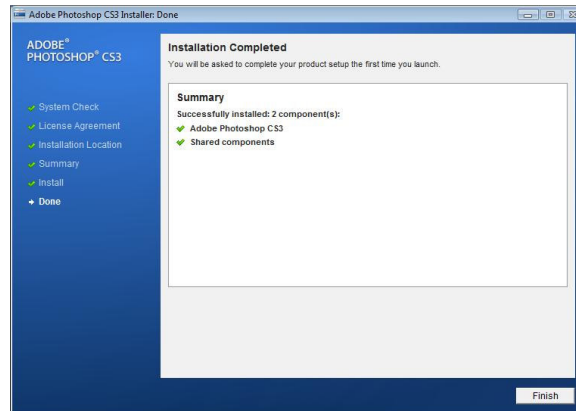 Adobe Photoshop CS3 Installer: Done
ADOBE®
PHOTOSHOP® CS3
System Check
License Agreement
Installation Location
Summary
Install
Done
Installation Completed
You will be asked to complete your product setup the first time you launch.
Summary
Successfully installed: 2 component(s):
Adobe Photoshop CS3
Shared components
Finish